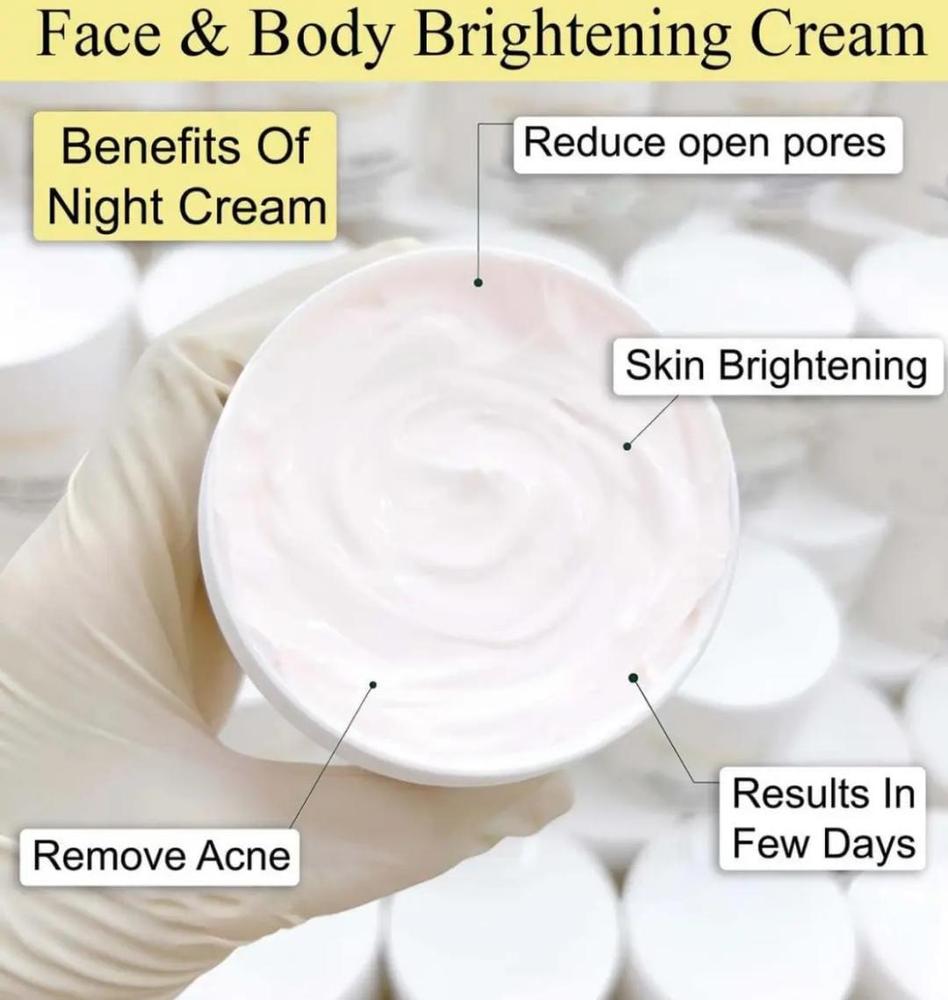 Face & Body Brightening Cream
Benefits Of
Night Cream
Reduce open pores
Skin Brightening
Remove Acne
Results In
Few Days